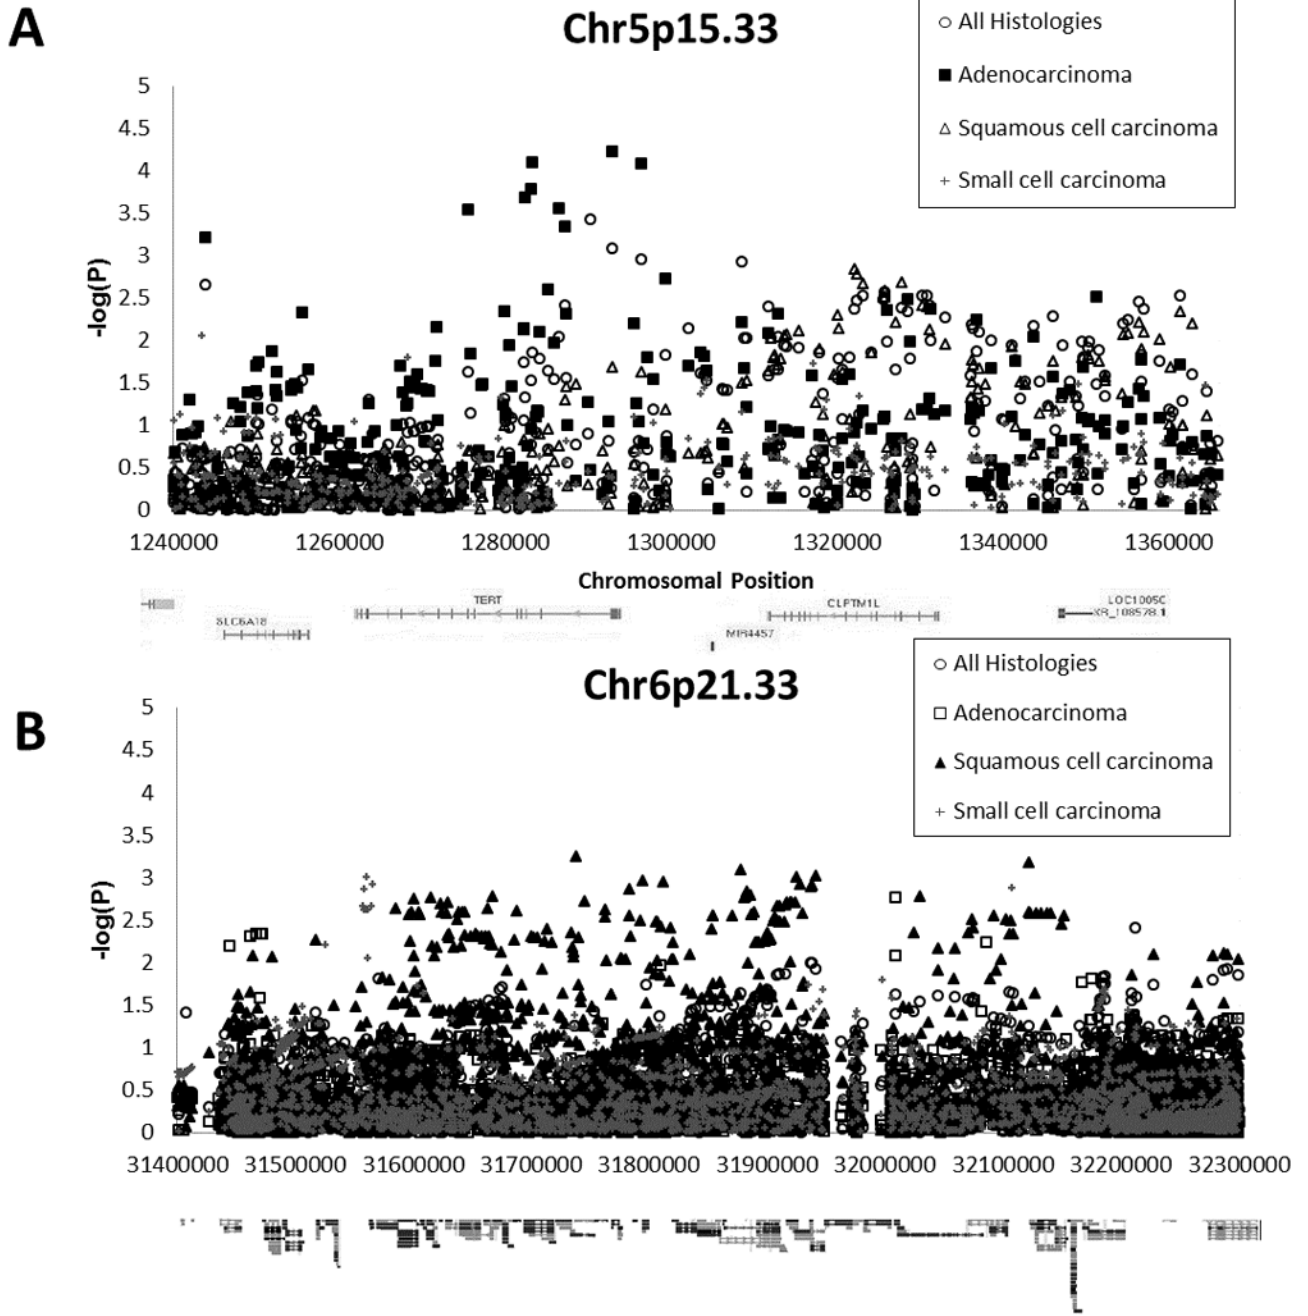 A
Chr5p15.33
All Histologies
Adenocarcinoma
Squamous cell carcinoma
Small cell carcinoma
5
4.5
4
3.5
3
2.5
2
1.5
1
0.5
0
-log(P)
1240000 1260000 1280000 1300000 1320000 1340000 1360000
Chromosomal Position
SLC6A18
TERT
MIR4457
CLPTM1L
LOC1005C
XR_108578.1
B
Chr6p21.33
All Histologies
Adenocarcinoma
Squamous cell carcinoma
Small cell carcinoma
5
4.5
4
3.5
3
2.5
2
1.5
1
0.5
0
-log(P)
31400000 31500000 31600000 31700000 31800000 31900000 32000000 32100000 32200000 32300000